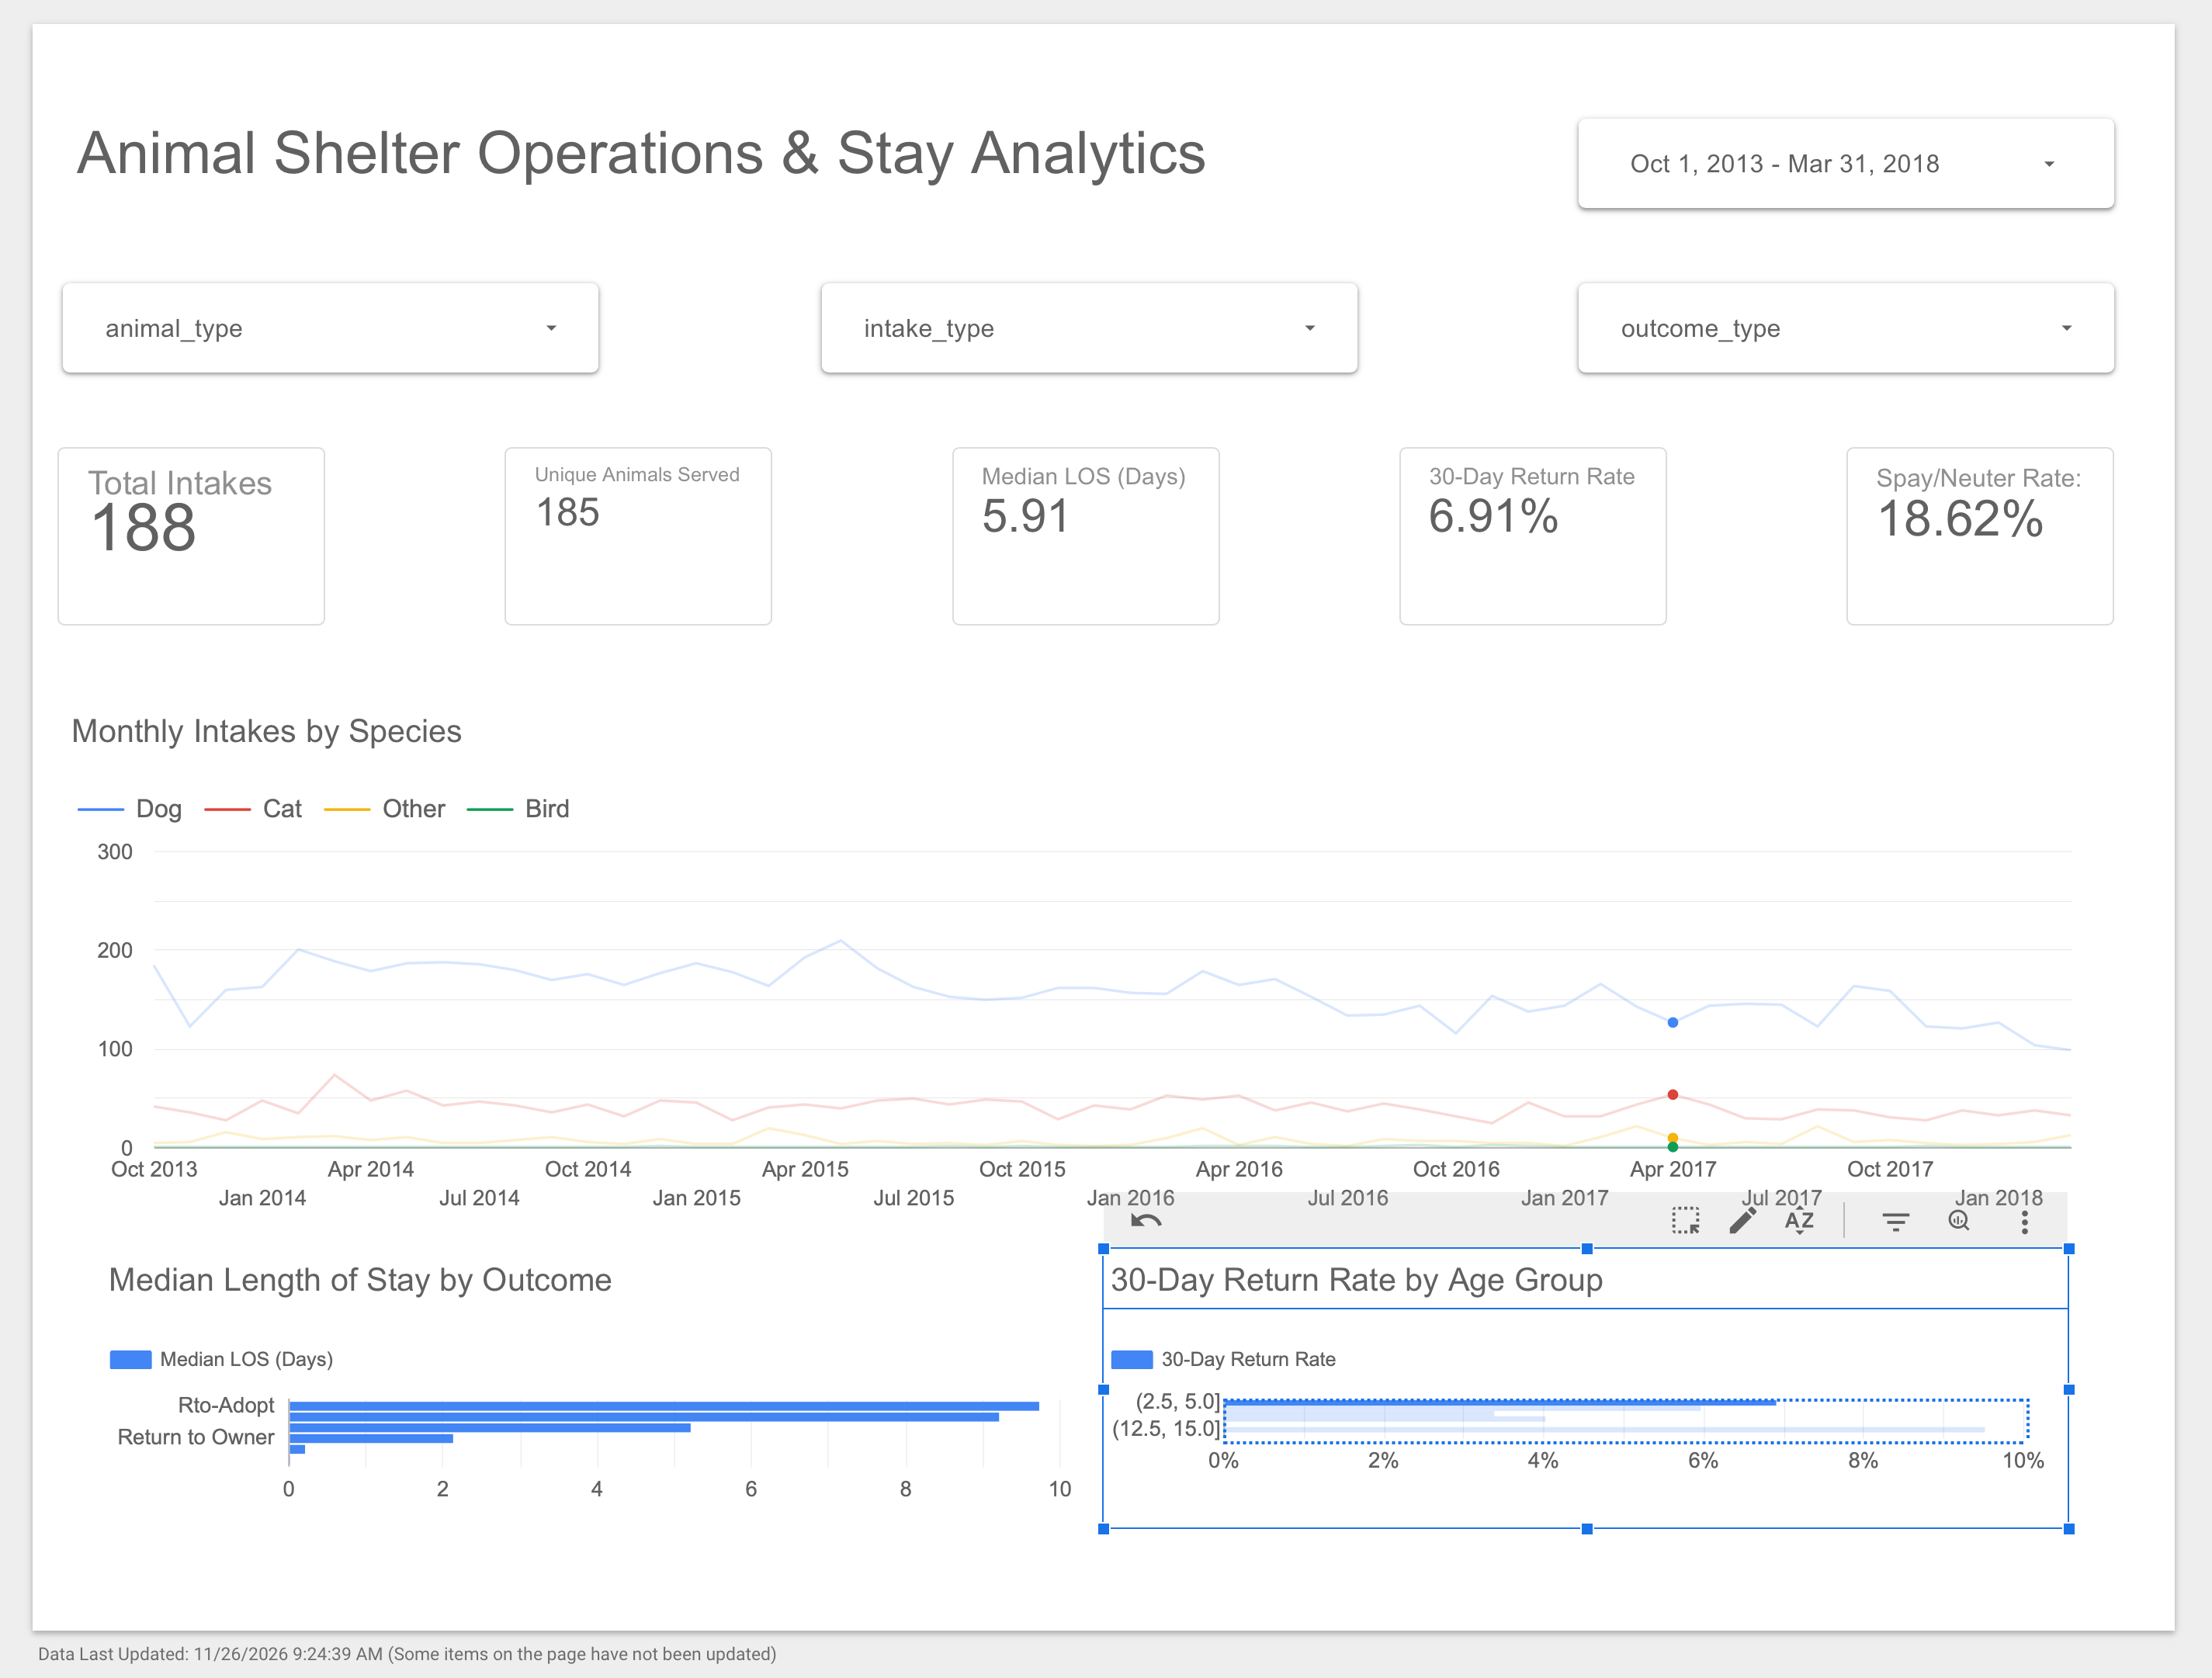 Animal Shelter Operations & Stay Analytics
Oct 1, 2013 - Mar 31, 2018
animal_type
intake_type
outcome_type
Total Intakes
188
Unique Animals Served
185
Median LOS (Days)
5.91
30-Day Return Rate
6.91%
Spay/Neuter Rate:
18.62%
Monthly Intakes by Species
Dog Cat Other Bird
300
200
100
0
Oct 2013 Apr 2014 Oct 2014 Apr 2015 Oct 2015 Apr 2016 Oct 2016 Apr 2017 Oct 2017
Jan 2014 Jul 2014 Jan 2015 Jul 2015 Jan 2016 Jul 2016 Jan 2017 Jul 2017 Jan 2018
AZ
Median Length of Stay by Outcome
Median LOS (Days)
Rto-Adopt
Return to Owner
0 2 4 6 8 10
30-Day Return Rate by Age Group
30-Day Return Rate
(2.5, 5.0]
(12.5, 15.0]
0% 2% 4% 6% 8% 10%
Data Last Updated: 11/26/2026 9:24:39 AM (Some items on the page have not been updated)